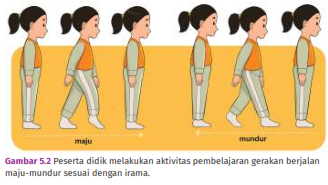 maju
mundur
Gambar 5.2 Peserta didik melakukan aktivitas pembelajaran gerakan berjalan
maju-mundur sesuai dengan irama.